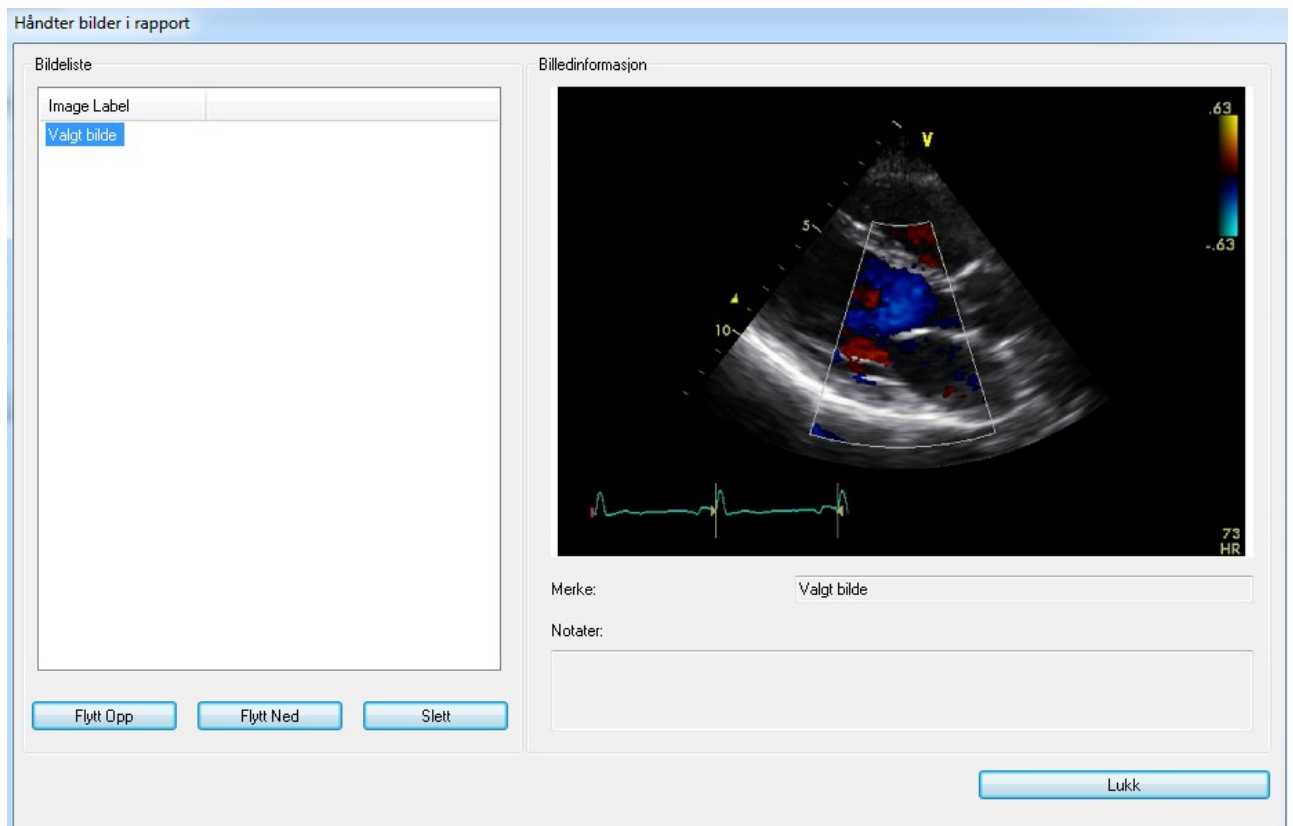 Håndter bilder i rapport
Bildeliste
Image Label
Valgt bilde
Flytt Opp
Flytt Ned
Slett
Billedinformasjon
V
.63
-.63
5
10
73
HR
Merke:
Valgt bilde
Notater:
Lukk